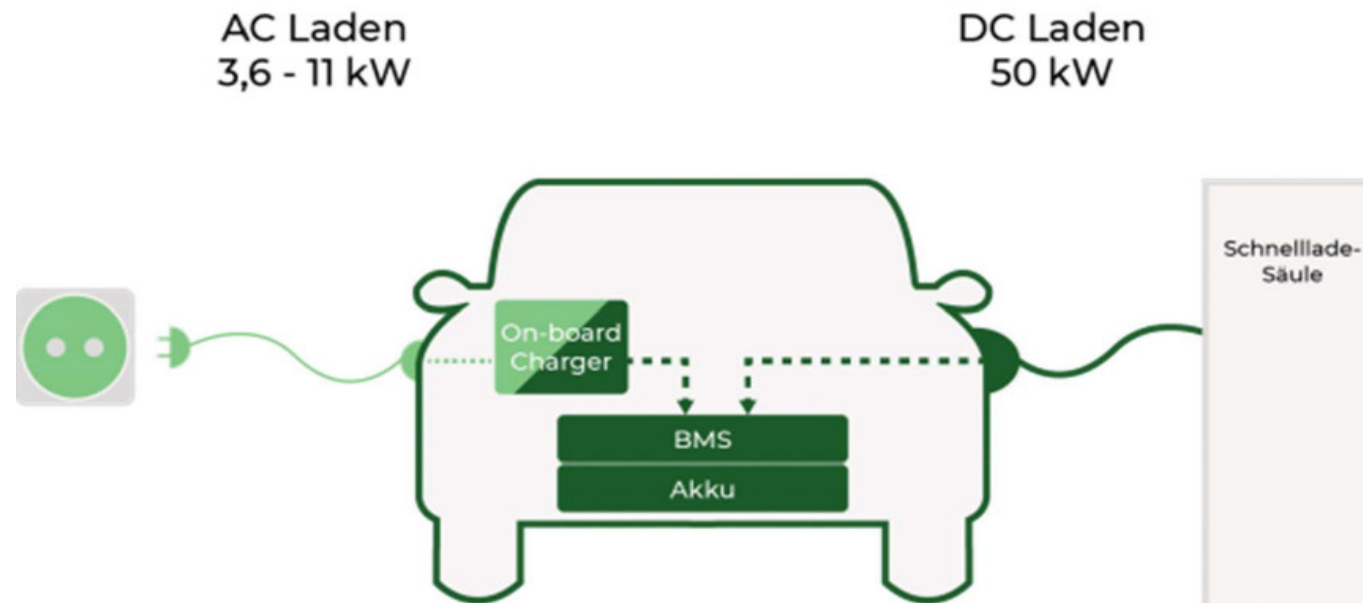 AC Laden
3,6 - 11 kW
DC Laden
50 kW
Schnelllade-
Säule
On-board
Charger
BMS
Akku